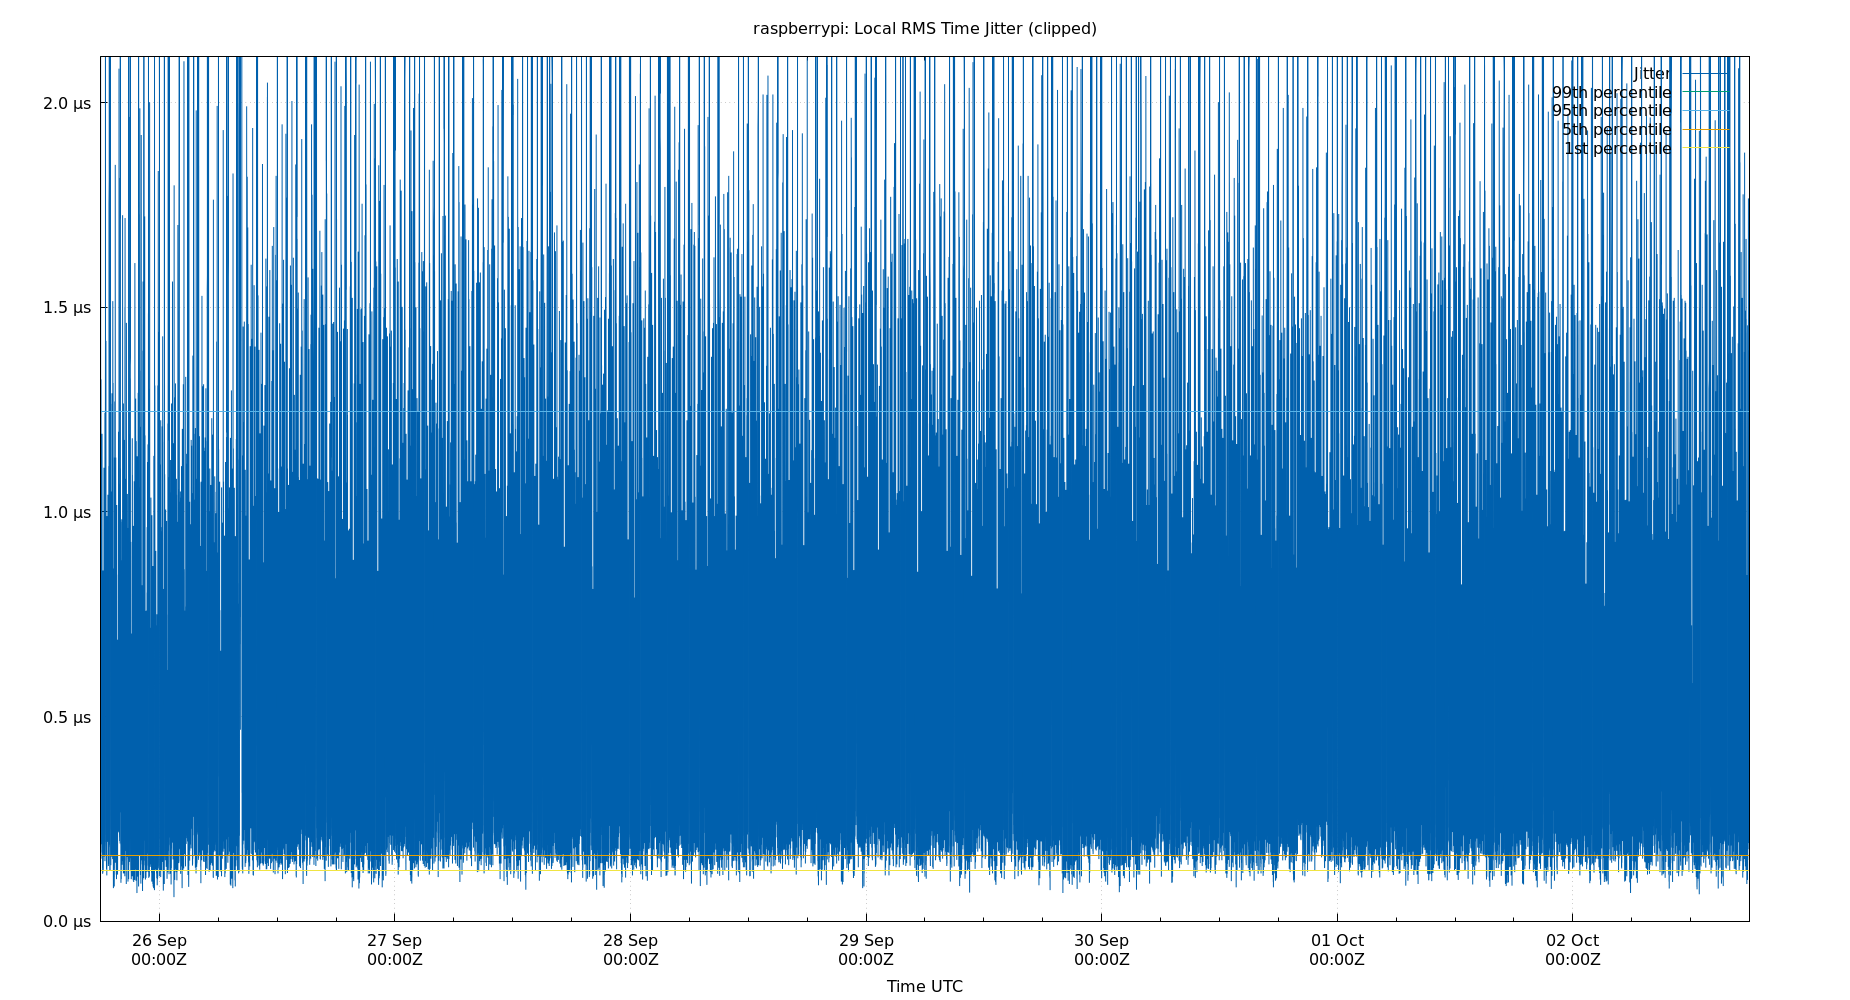 raspberrypi: Local RMS Time Jitter (clipped)
Jitter
99th percentile
95th percentile
5th percentile
1st percentile
2.0 µs
1.5 µs
1.0 µs
0.5 µs
0.0 µs
26 Sep 27 Sep 28 Sep 29 Sep 30 Sep 01 Oct 02 Oct
00:00Z 00:00Z 00:00Z 00:00Z 00:00Z 00:00Z 00:00Z
Time UTC